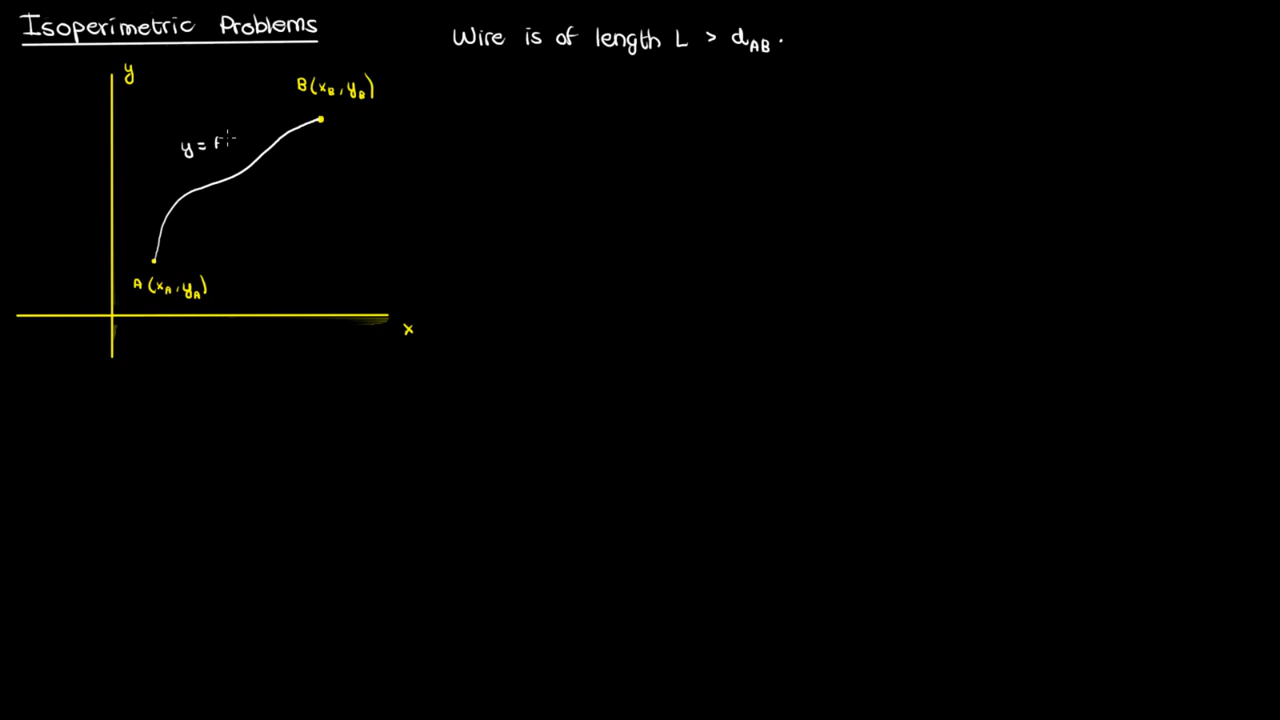 Isoperimetric Problems
Wire is of length L > d_AB.
y
B(x_B, y_B)
y =
A(x_A, y_A)
x